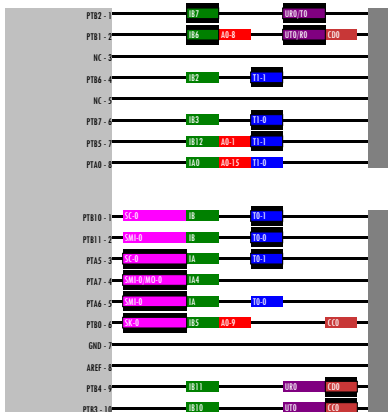 PTB2 - 1 IB7 UR0/T0
PTB1 - 2 IB6 A0-8 UT0/R0 CD0
NC - 3
PTB6 - 4 IB2 T1-1
NC - 5
PTB7 - 6 IB3 T1-0
PTB5 - 7 IB12 A0-1 T1-1
PTA0 - 8 IA0 A0-15 T1-0
PTB10 - 1 SC-0 IB T0-1
PTB11 - 2 SMI-0 IB T0-0
PTA5 - 3 SC-0 IA T0-1
PTA7 - 4 SMI-0/MO-0 IA4
PTA6 - 5 SMI-0 IA T0-0
PTB0 - 6 SK-0 IB5 A0-9 CC0
GND - 7
AREF - 8
PTB4 - 9 IB11 UR0 CD0
PTB3 - 10 IB10 UT0 CC0